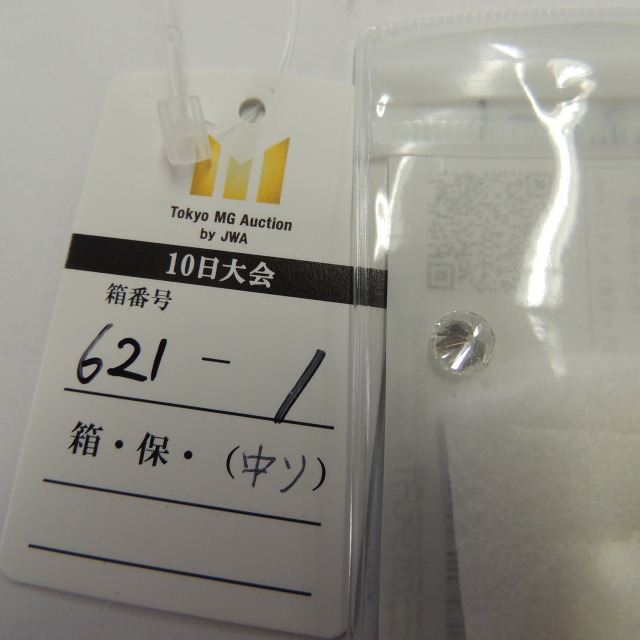 Tokyo MG Auction
by JWA
10日大会
箱番号
621 - 1
箱・保・(中ソ)